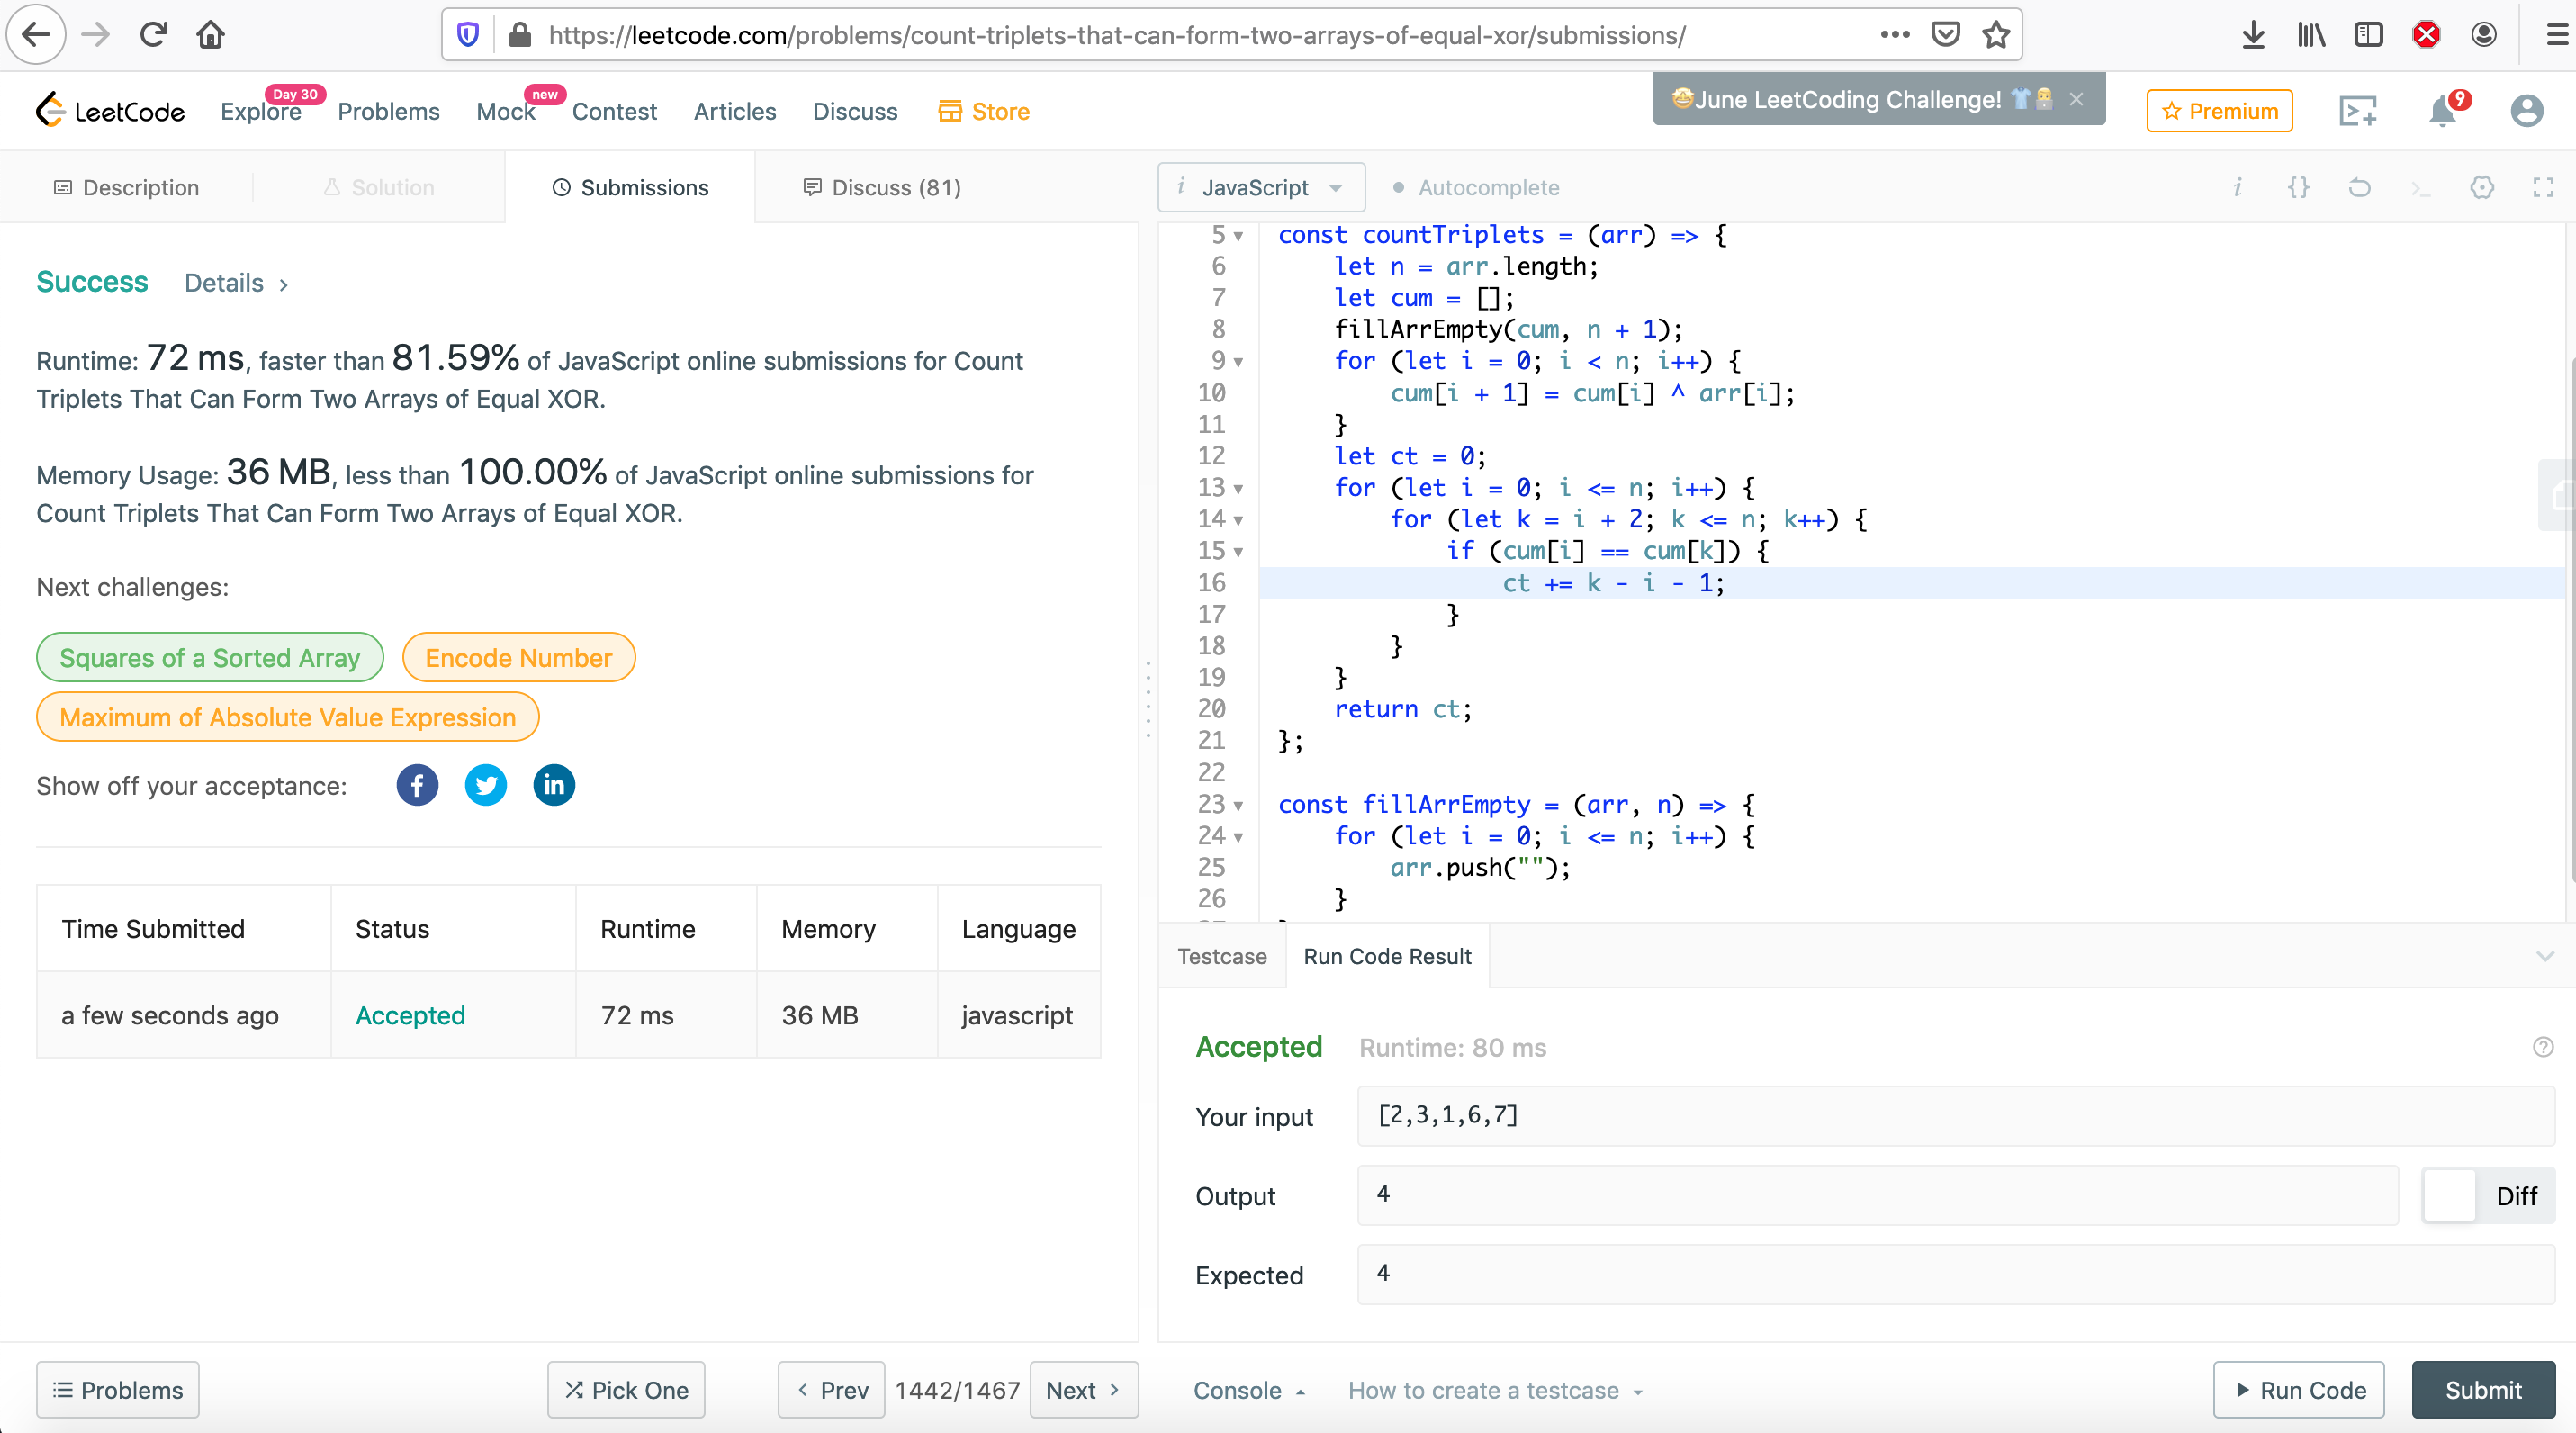 https://leetcode.com/problems/count-triplets-that-can-form-two-arrays-of-equal-xor/submissions/
LeetCode
Explore
Day 30
Problems
Mock
new
Contest
Articles
Discuss
Store
🤩June LeetCoding Challenge! 👕👨‍💻 ×
Premium
9
Description
Solution
Submissions
Discuss (81)
i JavaScript
Autocomplete
Success Details >
Runtime: 72 ms, faster than 81.59% of JavaScript online submissions for Count
Triplets That Can Form Two Arrays of Equal XOR.
Memory Usage: 36 MB, less than 100.00% of JavaScript online submissions for
Count Triplets That Can Form Two Arrays of Equal XOR.
Next challenges:
Squares of a Sorted Array
Encode Number
Maximum of Absolute Value Expression
Show off your acceptance:
Time Submitted Status Runtime Memory Language
a few seconds ago Accepted 72 ms 36 MB javascript
5 const countTriplets = (arr) => {
6 let n = arr.length;
7 let cum = [];
8 fillArrEmpty(cum, n + 1);
9 for (let i = 0; i < n; i++) {
10 cum[i + 1] = cum[i] ^ arr[i];
11 }
12 let ct = 0;
13 for (let i = 0; i <= n; i++) {
14 for (let k = i + 2; k <= n; k++) {
15 if (cum[i] == cum[k]) {
16 ct += k - i - 1;
17 }
18 }
19 }
20 return ct;
21 };
22
23 const fillArrEmpty = (arr, n) => {
24 for (let i = 0; i <= n; i++) {
25 arr.push("");
26 }
Testcase
Run Code Result
Accepted Runtime: 80 ms
Your input [2,3,1,6,7]
Output 4
Diff
Expected 4
Problems
Pick One
< Prev
1442/1467
Next >
Console
How to create a testcase
Run Code
Submit